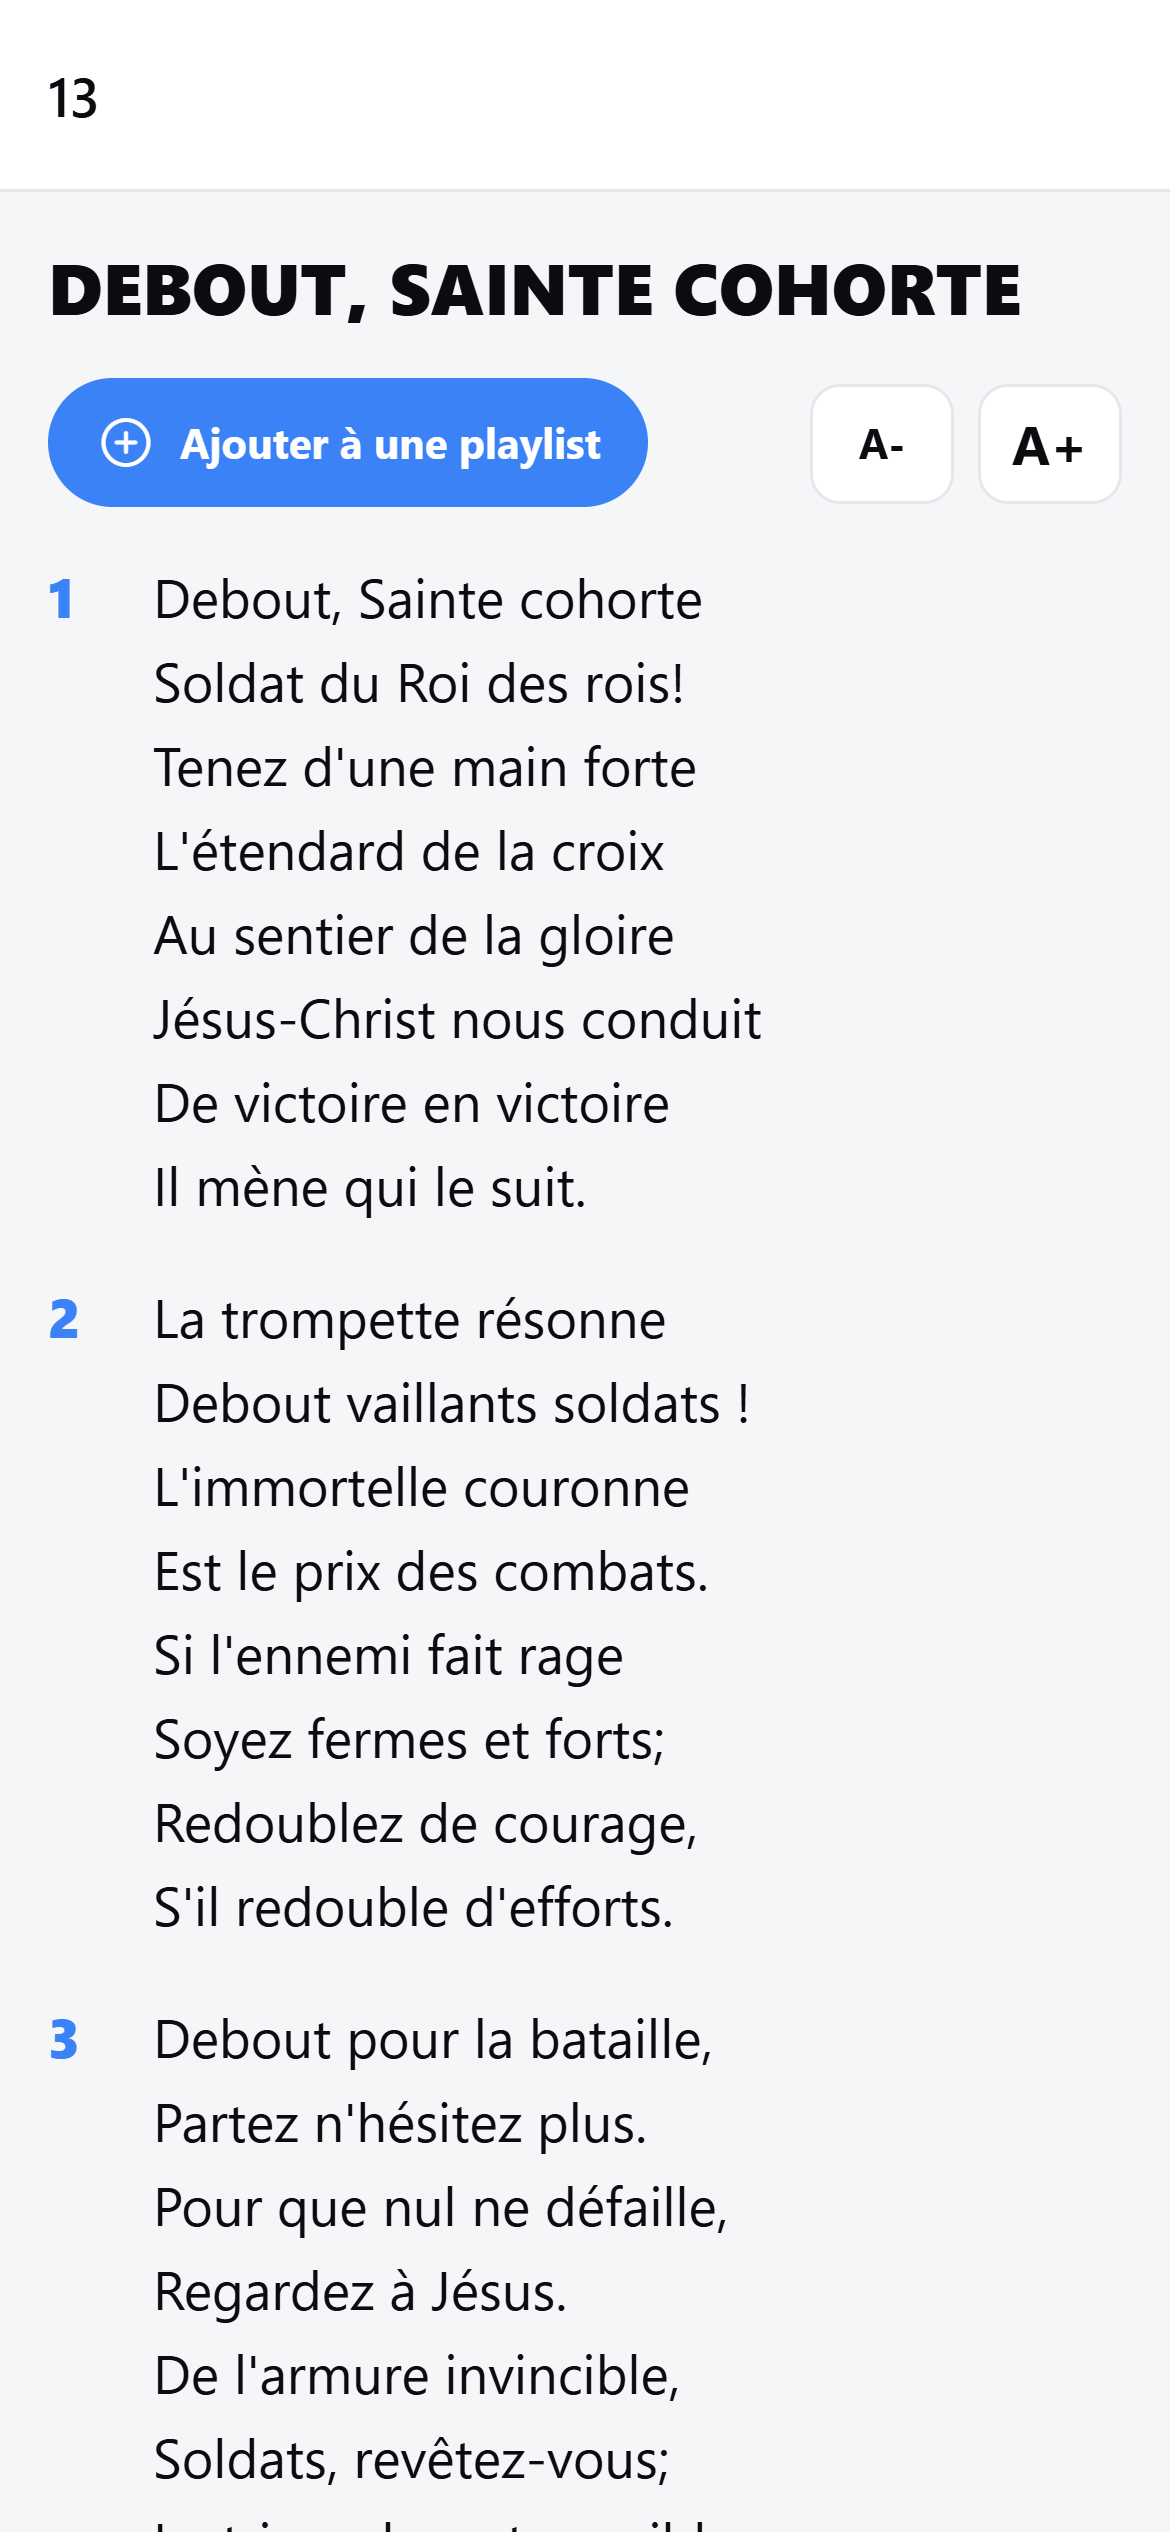 13
DEBOUT, SAINTE COHORTE
Ajouter à une playlist
A-
A+
1 Debout, Sainte cohorte
Soldat du Roi des rois!
Tenez d'une main forte
L'étendard de la croix
Au sentier de la gloire
Jésus-Christ nous conduit
De victoire en victoire
Il mène qui le suit.
2 La trompette résonne
Debout vaillants soldats !
L'immortelle couronne
Est le prix des combats.
Si l'ennemi fait rage
Soyez fermes et forts;
Redoublez de courage,
S'il redouble d'efforts.
3 Debout pour la bataille,
Partez n'hésitez plus.
Pour que nul ne défaille,
Regardez à Jésus.
De l'armure invincible,
Soldats, revêtez-vous;